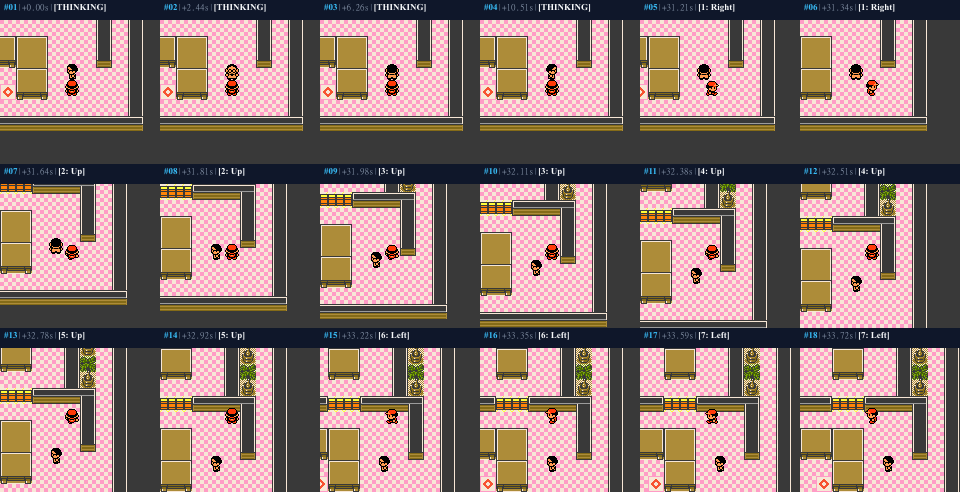 #01 | +0.00s | [THINKING]
#02 | +2.44s | [THINKING]
#03 | +6.26s | [THINKING]
#04 | +10.51s | [THINKING]
#05 | +31.21s | [1: Right]
#06 | +31.34s | [1: Right]
#07 | +31.64s | [2: Up]
#08 | +31.81s | [2: Up]
#09 | +31.98s | [3: Up]
#10 | +32.11s | [3: Up]
#11 | +32.38s | [4: Up]
#12 | +32.51s | [4: Up]
#13 | +32.78s | [5: Up]
#14 | +32.92s | [5: Up]
#15 | +33.22s | [6: Left]
#16 | +33.35s | [6: Left]
#17 | +33.59s | [7: Left]
#18 | +33.72s | [7: Left]